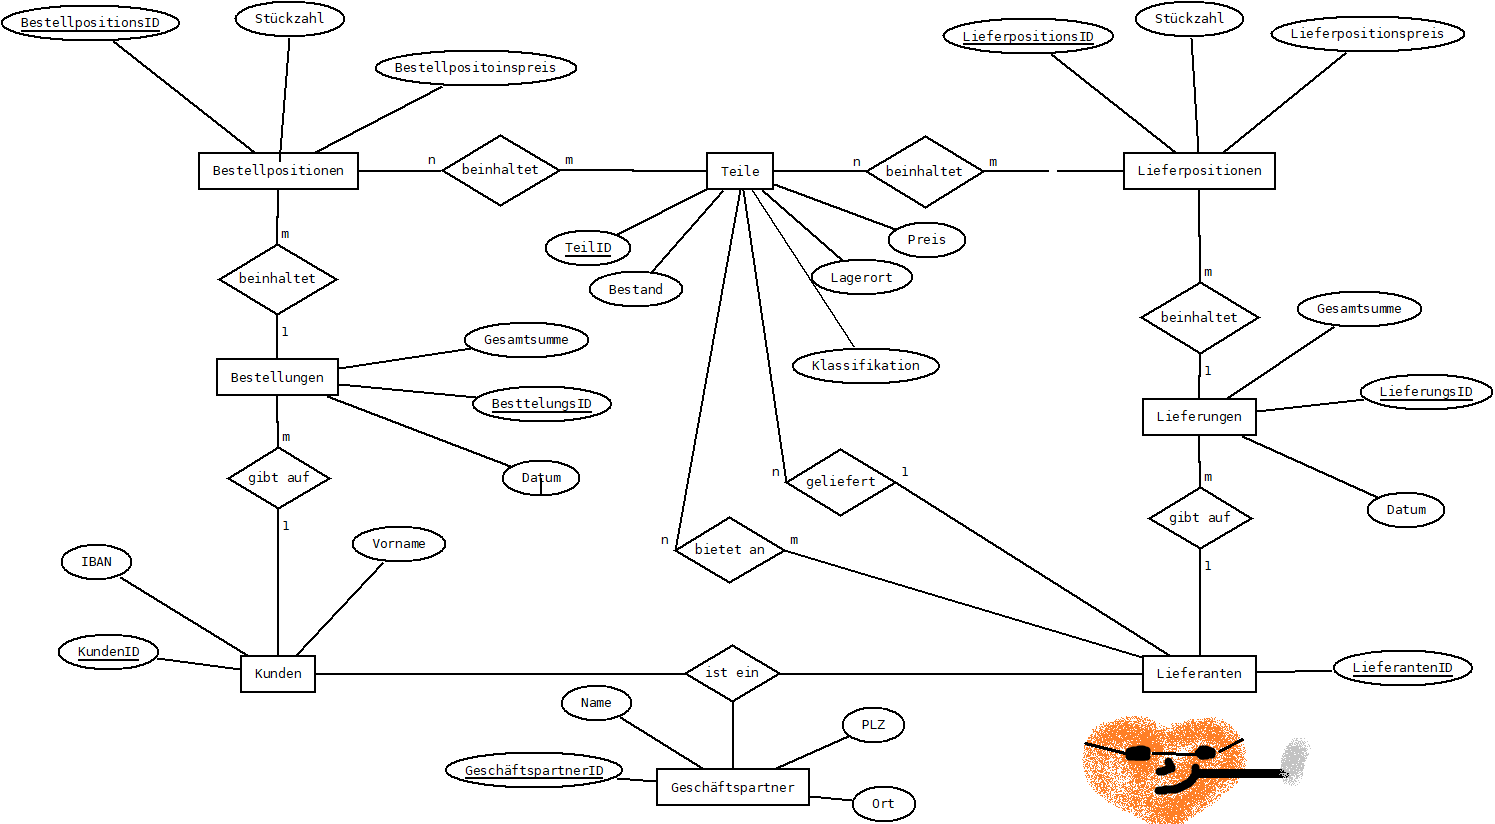 BestellpositionsID
Stückzahl
Bestellpositoinspreis
LieferpositionsID
Stückzahl
Lieferpositionspreis
Bestellpositionen
n
beinhaltet
m
Teile
n
beinhaltet
m
Lieferpositionen
TeilID
Bestand
Preis
Lagerort
Klassifikation
m
beinhaltet
1
m
beinhaltet
1
Bestellungen
Gesamtsumme
BesttelungsID
Datum
Lieferungen
Gesamtsumme
LieferungsID
Datum
m
gibt auf
1
n
geliefert
1
n
bietet an
m
m
gibt auf
1
IBAN
Vorname
KundenID
Kunden
ist ein
Lieferanten
LieferantenID
Name
PLZ
GeschäftspartnerID
Geschäftspartner
Ort